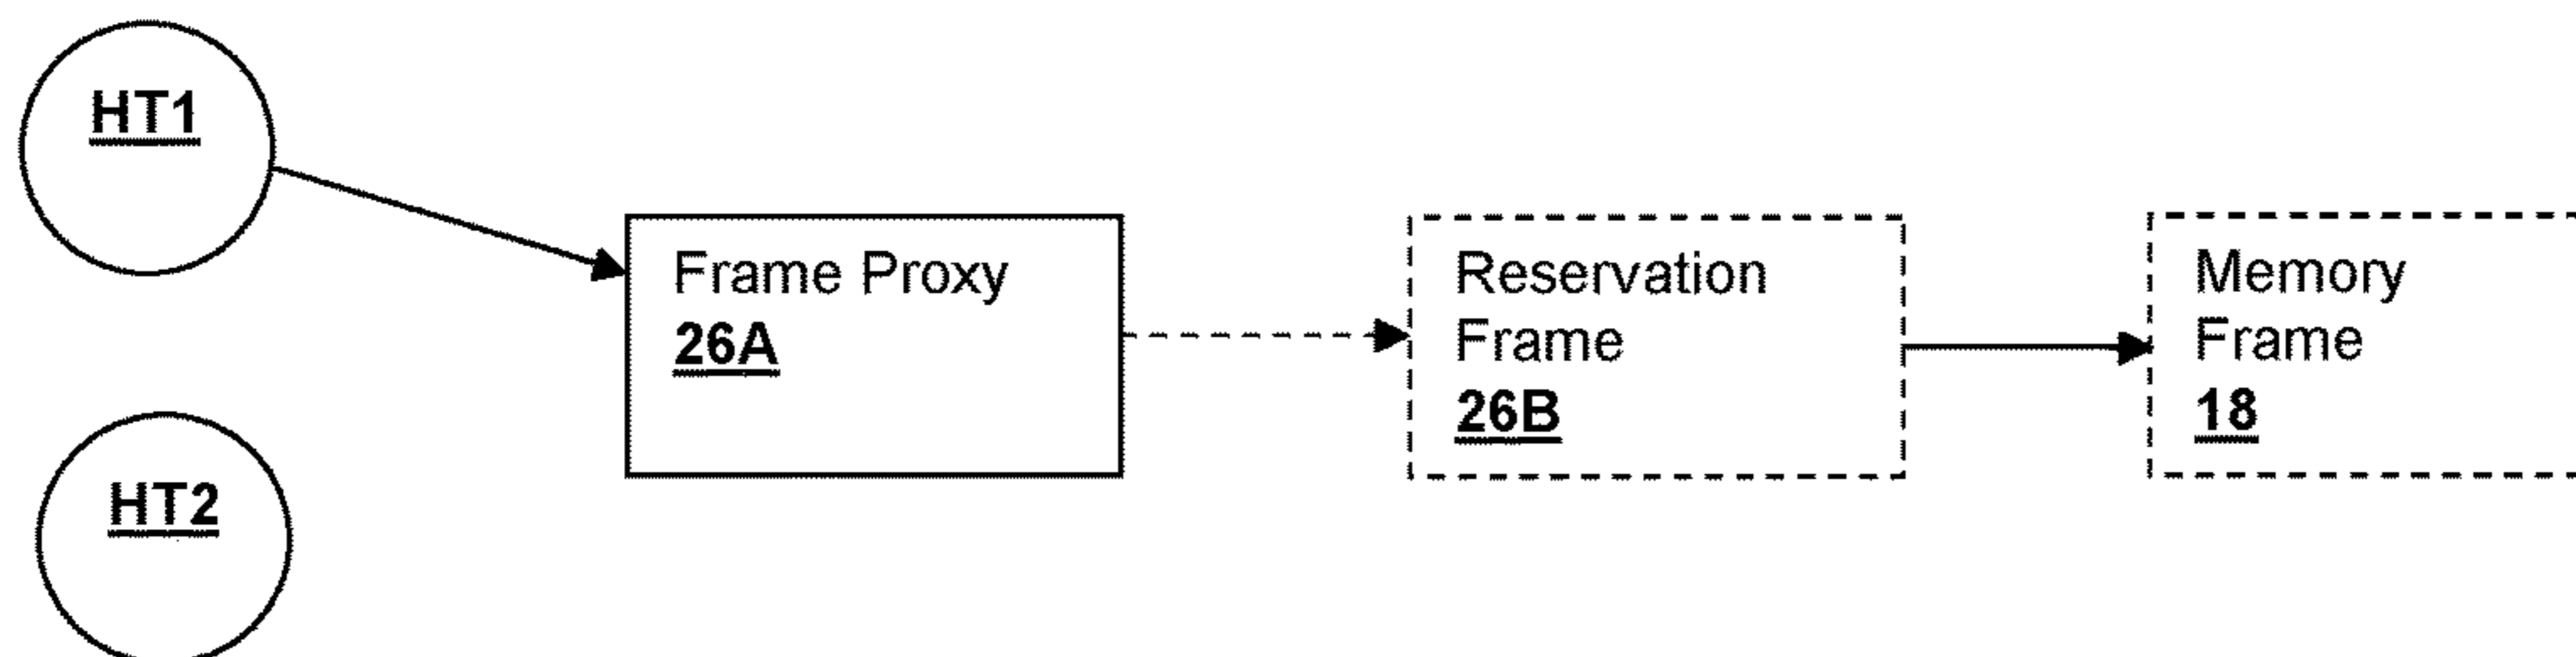 HT1
Frame Proxy
26A
Reservation
Frame
26B
Memory
Frame
18
HT2